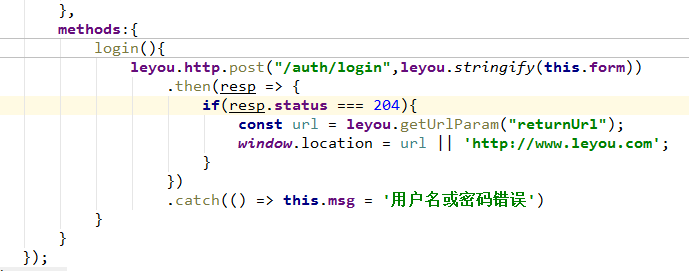 },
methods:{
login(){
leyou.http.post("/auth/login",leyou.stringify(this.form))
.then(resp => {
if(resp.status === 204){
const url = leyou.getUrlParam("returnUrl");
window.location = url || 'http://www.leyou.com';
}
})
.catch(() => this.msg = '用户名或密码错误')
}
}
});